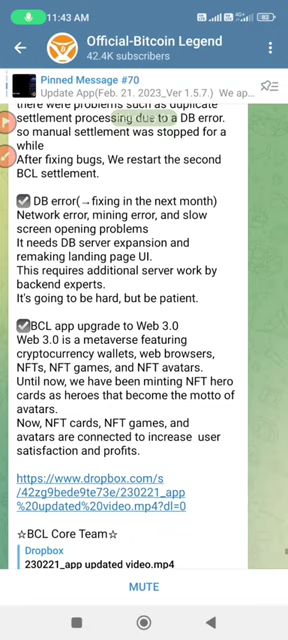 11:43 AM
92
Official-Bitcoin Legend
42.4K subscribers
Pinned Message #70
Update App(Feb. 21. 2023_Ver 1.5.7.) We ap...
there were problems such as duplicate
settlement processing due to a DB error.
so manual settlement was stopped for a
while
After fixing bugs, We restart the second
BCL settlement.
✅ DB error(→fixing in the next month)
Network error, mining error, and slow
screen opening problems
It needs DB server expansion and
remaking landing page UI.
This requires additional server work by
backend experts.
It's going to be hard, but be patient.
✅BCL app upgrade to Web 3.0
Web 3.0 is a metaverse featuring
cryptocurrency wallets, web browsers,
NFTs, NFT games, and NFT avatars.
Until now, we have been minting NFT hero
cards as heroes that become the motto of
avatars.
Now, NFT cards, NFT games, and
avatars are connected to increase user
satisfaction and profits.
https://www.dropbox.com/s
/42zg9bede9te73e/230221_app
%20updated%20video.mp4?dl=0
☆BCL Core Team☆
Dropbox
230221_app updated video.mp4
MUTE